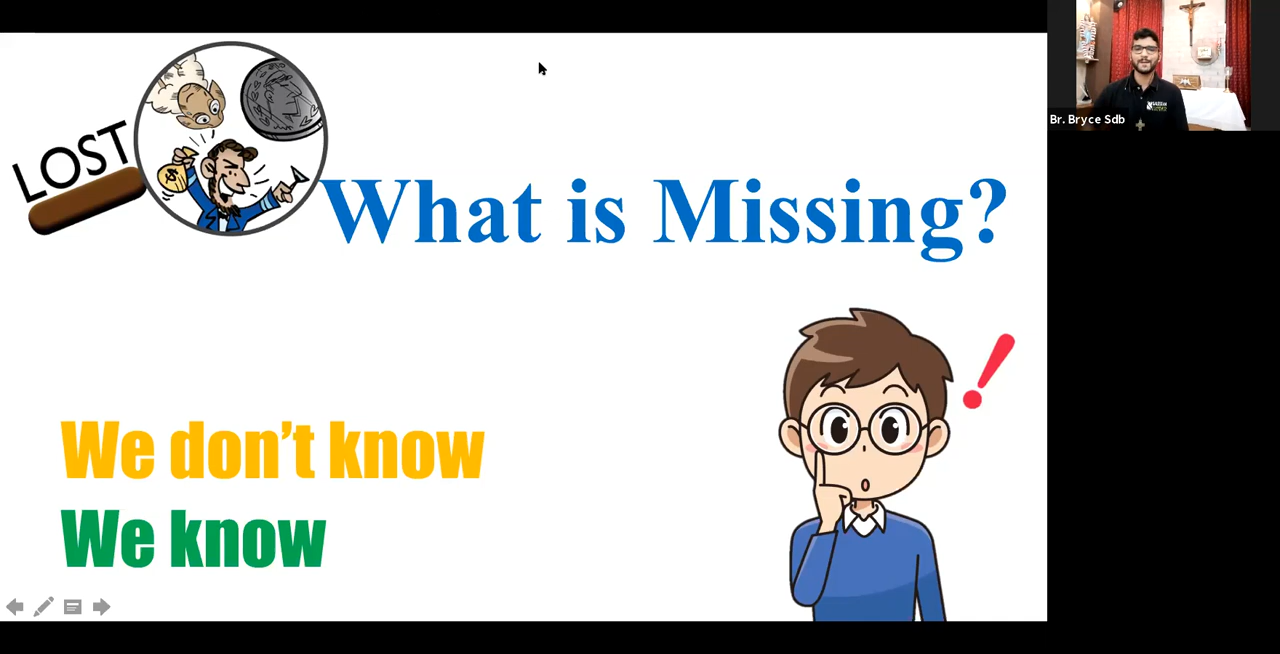 LOST
What is Missing?
We don't know
We know
Br. Bryce Sdb